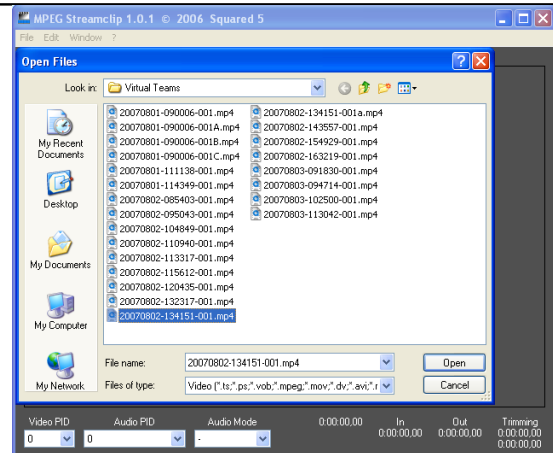 MPEG Streamclip 1.0.1 © 2006 Squared 5
File Edit Window ?
Open Files
Look in: Virtual Teams
My Recent Documents
Desktop
My Documents
My Computer
My Network
20070801-090006-001.mp4
20070801-090006-001A.mp4
20070801-090006-001B.mp4
20070801-090006-001C.mp4
20070801-111138-001.mp4
20070801-114349-001.mp4
20070802-085403-001.mp4
20070802-095043-001.mp4
20070802-104849-001.mp4
20070802-110940-001.mp4
20070802-113317-001.mp4
20070802-115612-001.mp4
20070802-120435-001.mp4
20070802-132317-001.mp4
20070802-134151-001.mp4
20070802-134151-001a.mp4
20070802-143557-001.mp4
20070802-154929-001.mp4
20070802-163219-001.mp4
20070803-091830-001.mp4
20070803-094714-001.mp4
20070803-102500-001.mp4
20070803-113042-001.mp4
File name: 20070802-134151-001.mp4 Open
Files of type: Video (*.ts;*.ps;*.vob;*.mpeg;*.mov;*.dv;*.avi;*.r Cancel
Video PID Audio PID Audio Mode 0:00:00,00 In Out Trimming
0 0 - 0:00:00,00 0:00:00,00 0:00:00,00
0:00:00,00